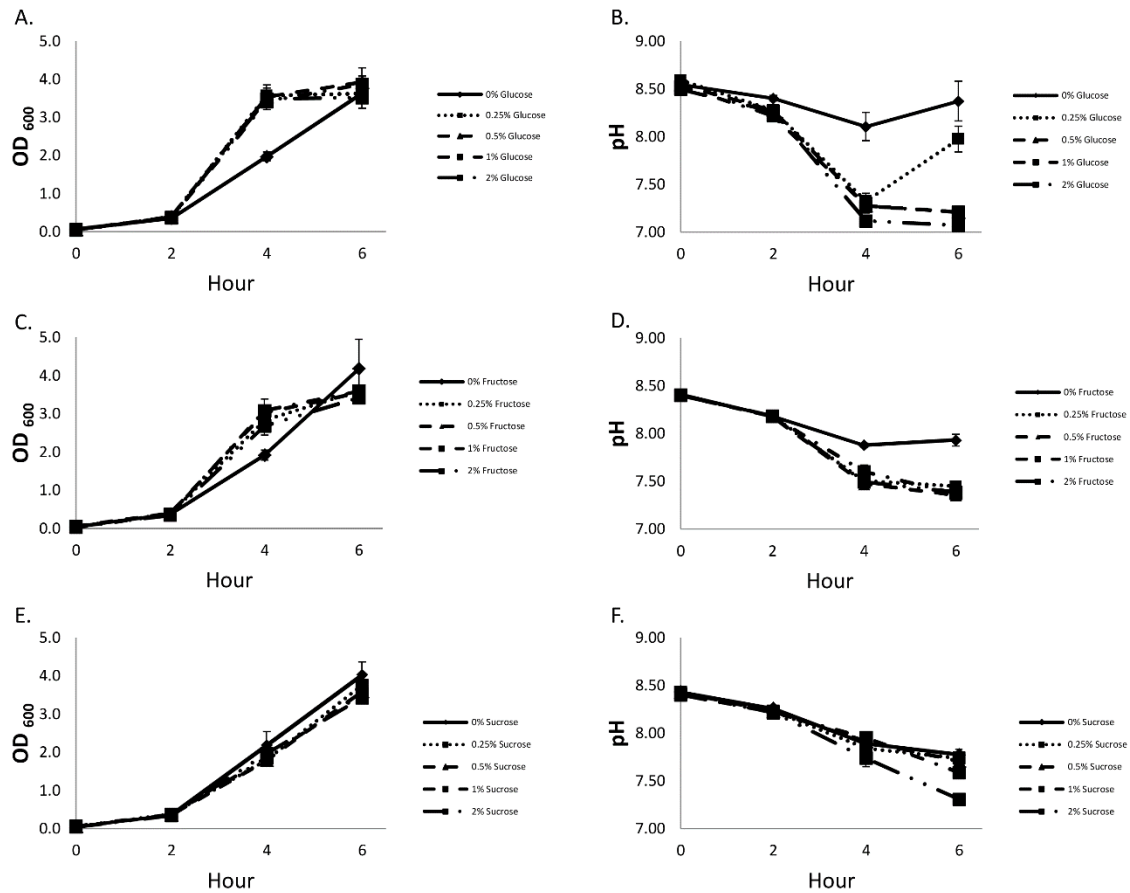 A.
5.0
4.0
3.0
2.0
1.0
0.0
OD 600
0 2 4 6
Hour
0% Glucose
0.25% Glucose
0.5% Glucose
1% Glucose
2% Glucose
B.
9.00
8.50
8.00
7.50
7.00
pH
0 2 4 6
Hour
0% Glucose
0.25% Glucose
0.5% Glucose
1% Glucose
2% Glucose
C.
5.0
4.0
3.0
2.0
1.0
0.0
OD 600
0 2 4 6
Hour
0% Fructose
0.25% Fructose
0.5% Fructose
1% Fructose
2% Fructose
D.
9.00
8.50
8.00
7.50
7.00
pH
0 2 4 6
Hour
0% Fructose
0.25% Fructose
0.5% Fructose
1% Fructose
2% Fructose
E.
5.0
4.0
3.0
2.0
1.0
0.0
OD 600
0 2 4 6
Hour
0% Sucrose
0.25% Sucrose
0.5% Sucrose
1% Sucrose
2% Sucrose
F.
9.00
8.50
8.00
7.50
7.00
pH
0 2 4 6
Hour
0% Sucrose
0.25% Sucrose
0.5% Sucrose
1% Sucrose
2% Sucrose